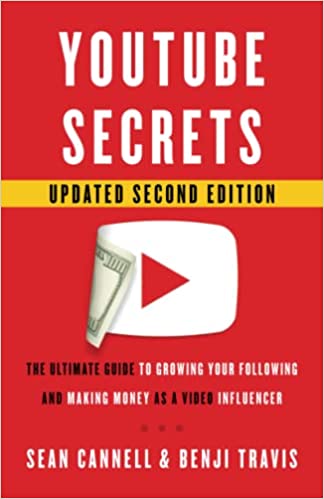 YOUTUBE
SECRETS
UPDATED SECOND EDITION
THE ULTIMATE GUIDE TO GROWING YOUR FOLLOWING
AND MAKING MONEY AS A VIDEO INFLUENCER
SEAN CANNELL & BENJI TRAVIS